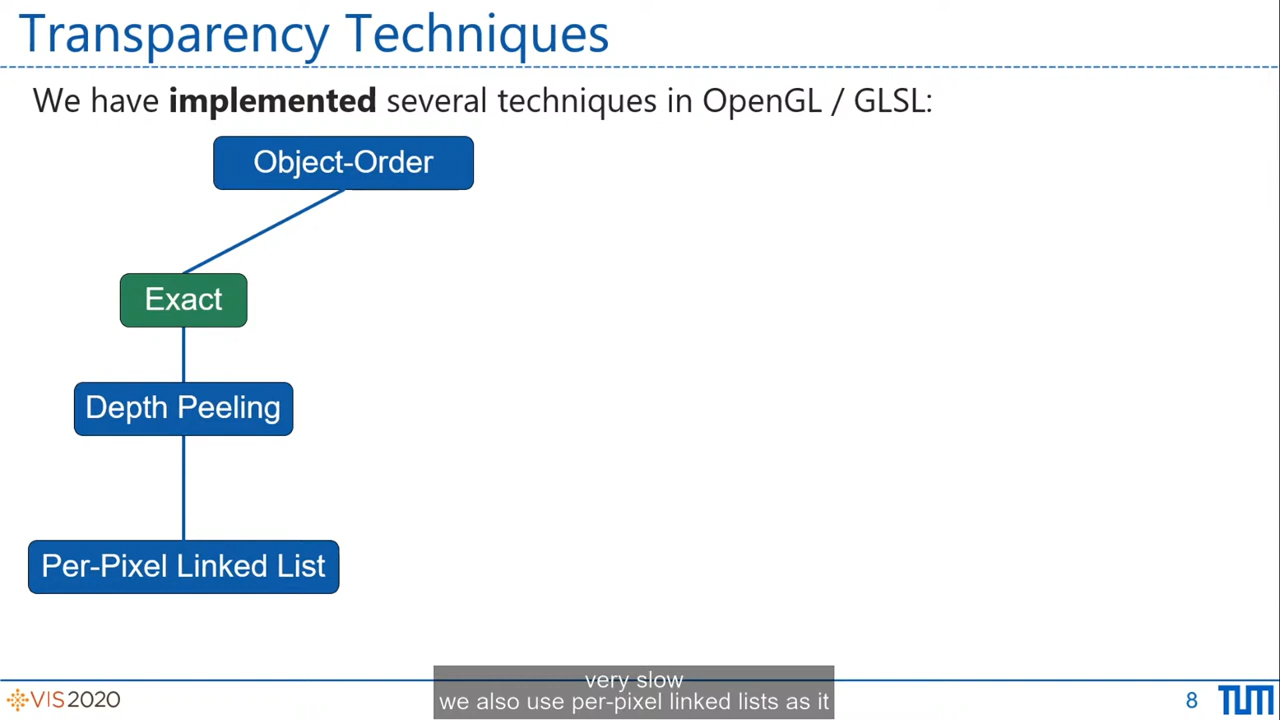 Transparency Techniques
We have implemented several techniques in OpenGL / GLSL:
Object-Order
Exact
Depth Peeling
Per-Pixel Linked List
very slow
we also use per-pixel linked lists as it
VIS2020
8
TUM